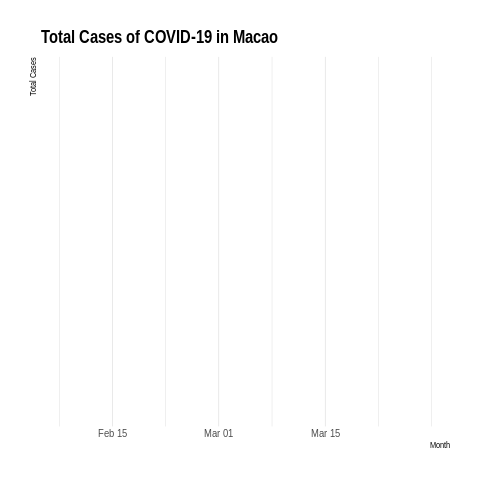 Total Cases of COVID-19 in Macao
Total Cases
Feb 15
Mar 01
Mar 15
Month